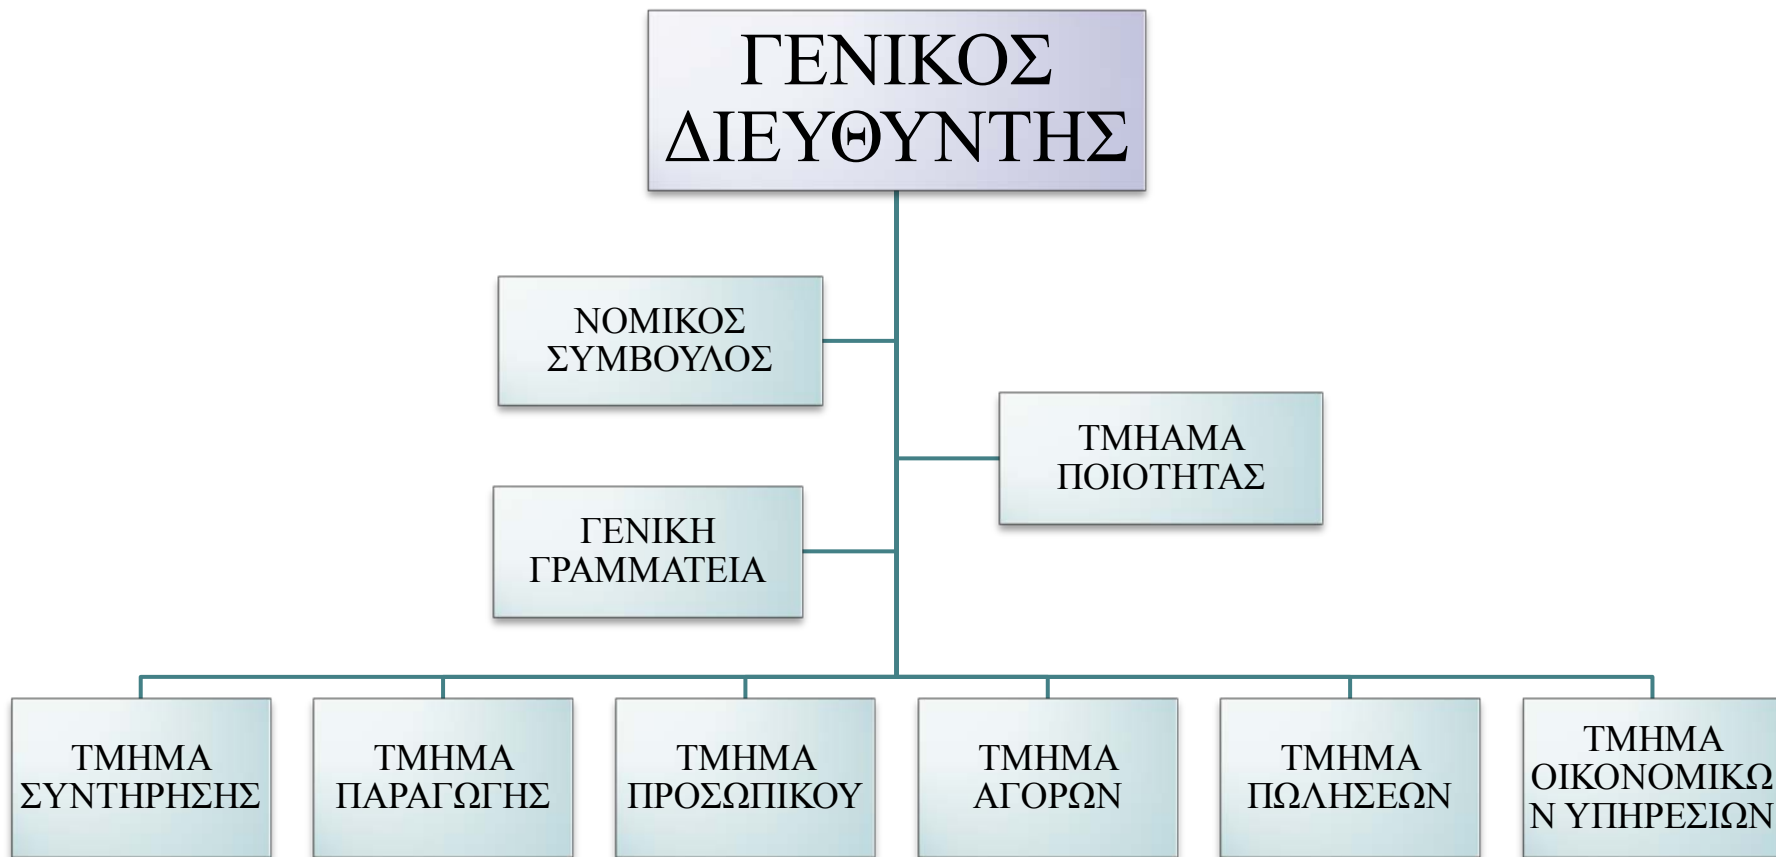 ΓΕΝΙΚΟΣ
ΔΙΕΥΘΥΝΤΗΣ
ΝΟΜΙΚΟΣ
ΣΥΜΒΟΥΛΟΣ
ΤΜΗΑΜΑ
ΠΟΙΟΤΗΤΑΣ
ΓΕΝΙΚΗ
ΓΡΑΜΜΑΤΕΙΑ
ΤΜΗΜΑ
ΣΥΝΤΗΡΗΣΗΣ
ΤΜΗΜΑ
ΠΑΡΑΓΩΓΗΣ
ΤΜΗΜΑ
ΠΡΟΣΩΠΙΚΟΥ
ΤΜΗΜΑ
ΑΓΟΡΩΝ
ΤΜΗΜΑ
ΠΩΛΗΣΕΩΝ
ΤΜΗΜΑ
ΟΙΚΟΝΟΜΙΚΩ
Ν ΥΠΗΡΕΣΙΩΝ